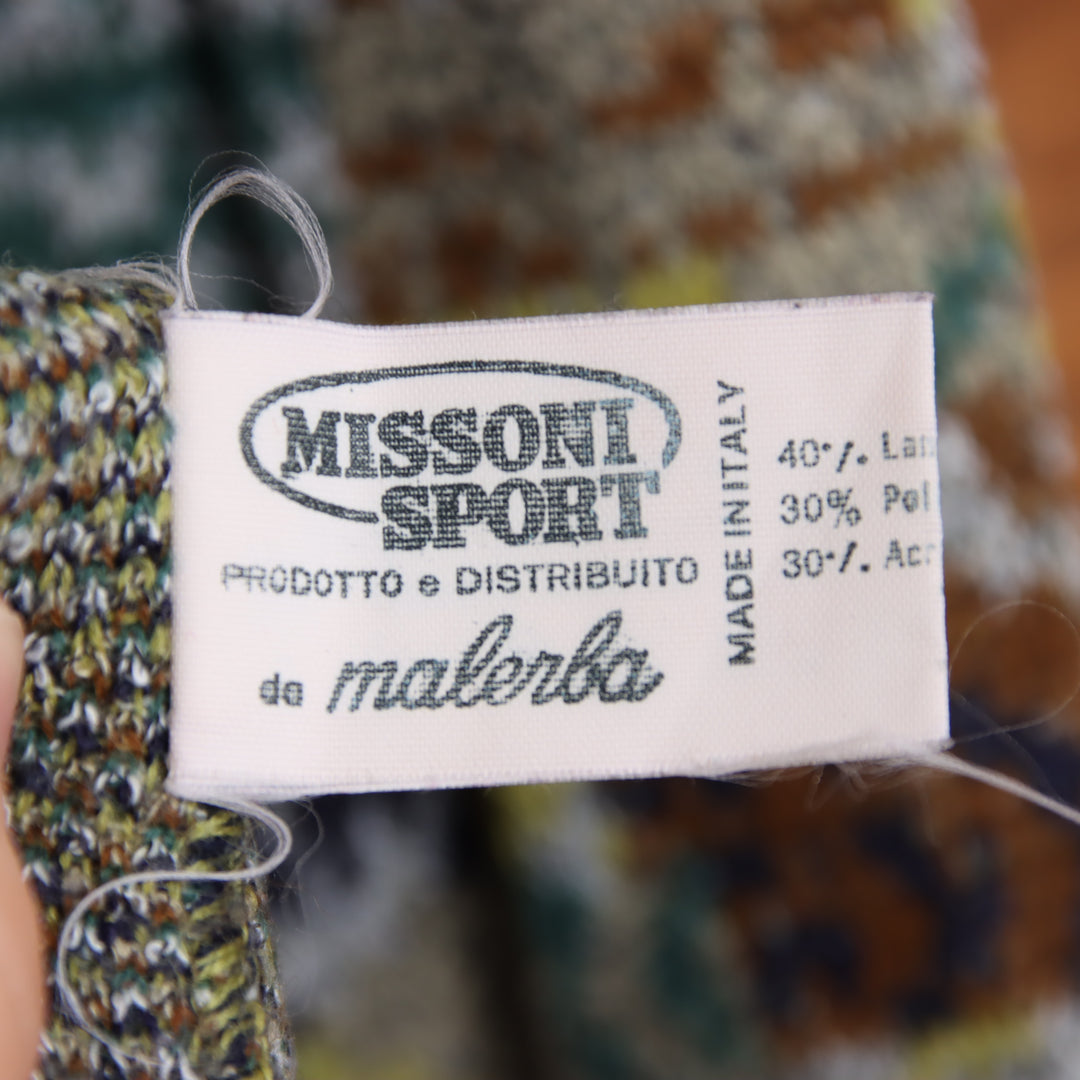 MISSONI
SPORT
PRODOTTO e DISTRIBUITO
da malerba
MADE IN ITALY
40%
30%
30%